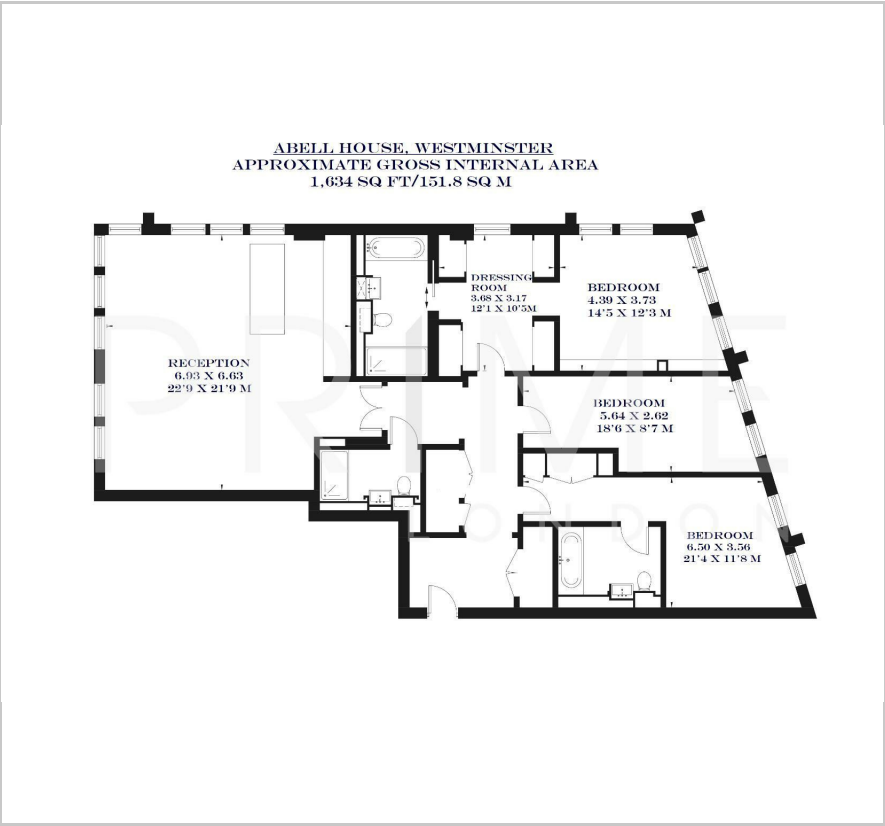 ABELL HOUSE, WESTMINSTER
APPROXIMATE GROSS INTERNAL AREA
1,634 SQ FT/151.8 SQ M
DRESSING
ROOM
3.68 X 3.17
12'1 X 10'5M
BEDROOM
4.39 X 3.73
14'5 X 12'3 M
RECEPTION
6.93 X 6.63
22'9 X 21'9 M
BEDROOM
5.64 X 2.62
18'6 X 8'7 M
BEDROOM
6.50 X 3.56
21'4 X 11'8 M
PRIME
LONDON